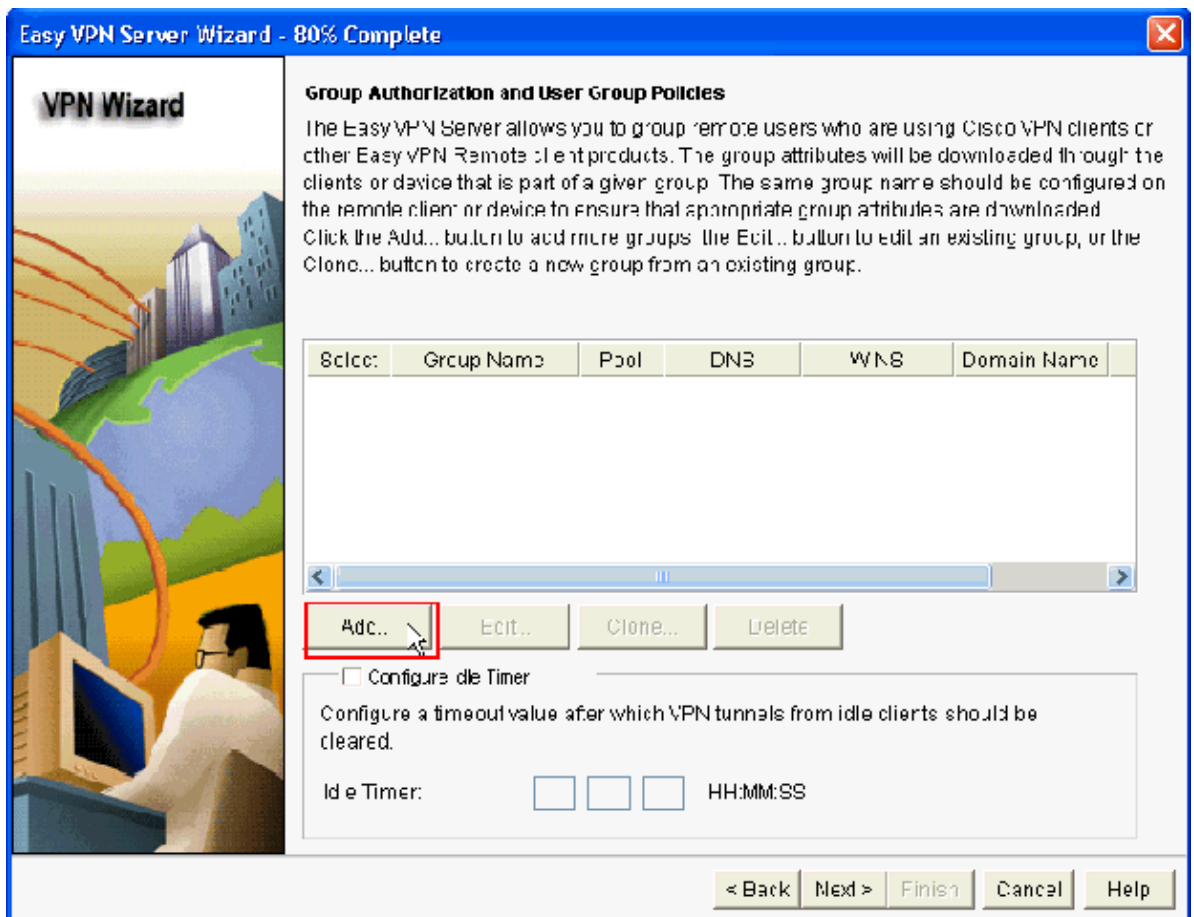 Easy VPN Server Wizard - 80% Complete
VPN Wizard
Group Authorization and User Group Policies
The Easy VPN Server allows you to group remote users who are using Cisco VPN clients or
other Easy VPN Remote client products. The group attributes will be downloaded through the
clients or device that is part of a given group. The same group name should be configured on
the remote client or device to ensure that appropriate group attributes are downloaded.
Click the Add... button to add more groups, the Edit... button to edit an existing group, or the
Clone... button to create a new group from an existing group.
Select Group Name Pool DNS WINS Domain Name
Add... Edit... Clone... Delete
Configure Idle Timer
Configure a timeout value after which VPN tunnels from idle clients should be
cleared.
Idle Timer: HH:MM:SS
< Back Next > Finish Cancel Help